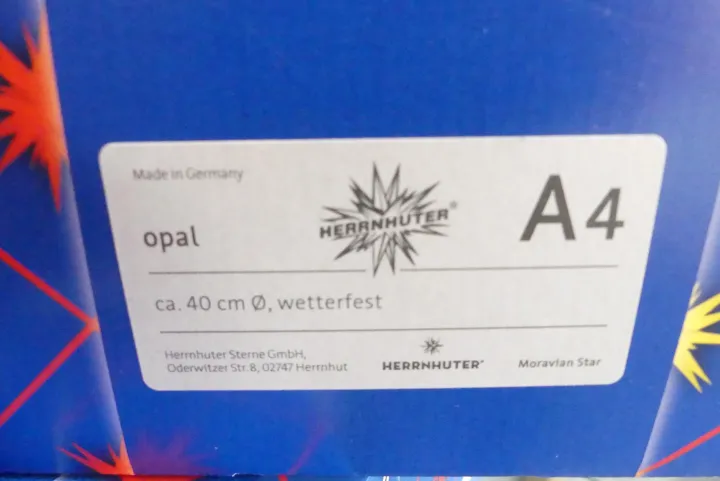 Made in Germany
opal
HERRNHUTER®
A4
ca. 40 cm Ø, wetterfest
Herrnhuter Sterne GmbH,
Oderwitzer Str. 8, 02747 Herrnhut
HERRNHUTER®
Moravian Star